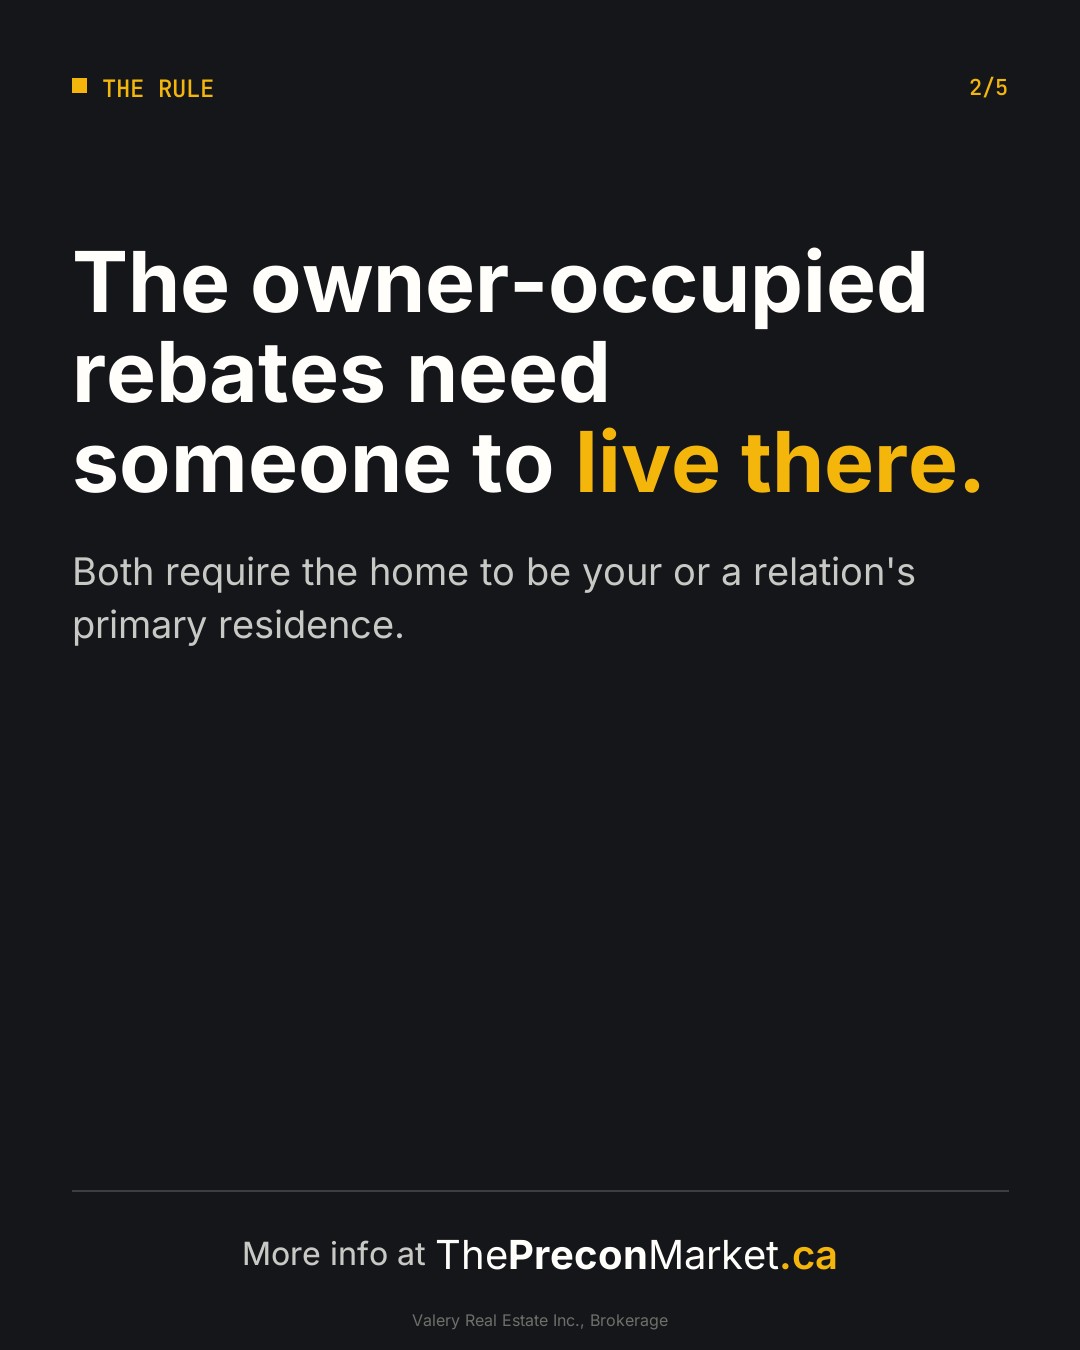 THE RULE
2/5
The owner-occupied
rebates need
someone to live there.
Both require the home to be your or a relation's
primary residence.
More info at ThePreconMarket.ca
Valery Real Estate Inc., Brokerage